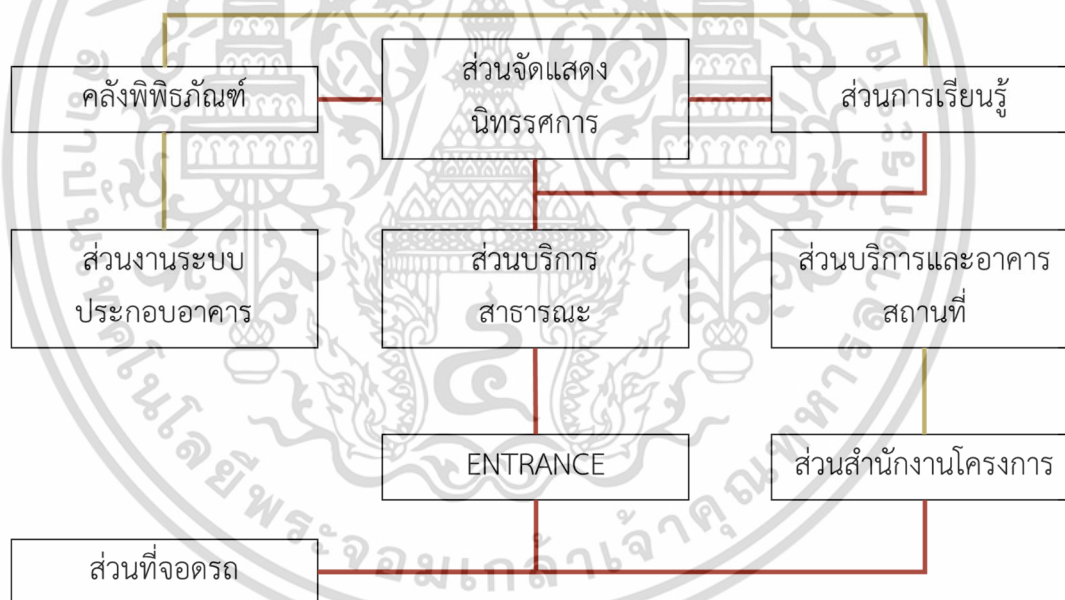 คลังพิพิธภัณฑ์
ส่วนจัดแสดง
นิทรรศการ
ส่วนการเรียนรู้
ส่วนงานระบบ
ประกอบอาคาร
ส่วนบริการ
สาธารณะ
ส่วนบริการและอาคาร
สถานที่
ENTRANCE
ส่วนสำนักงานโครงการ
ส่วนที่จอดรถ